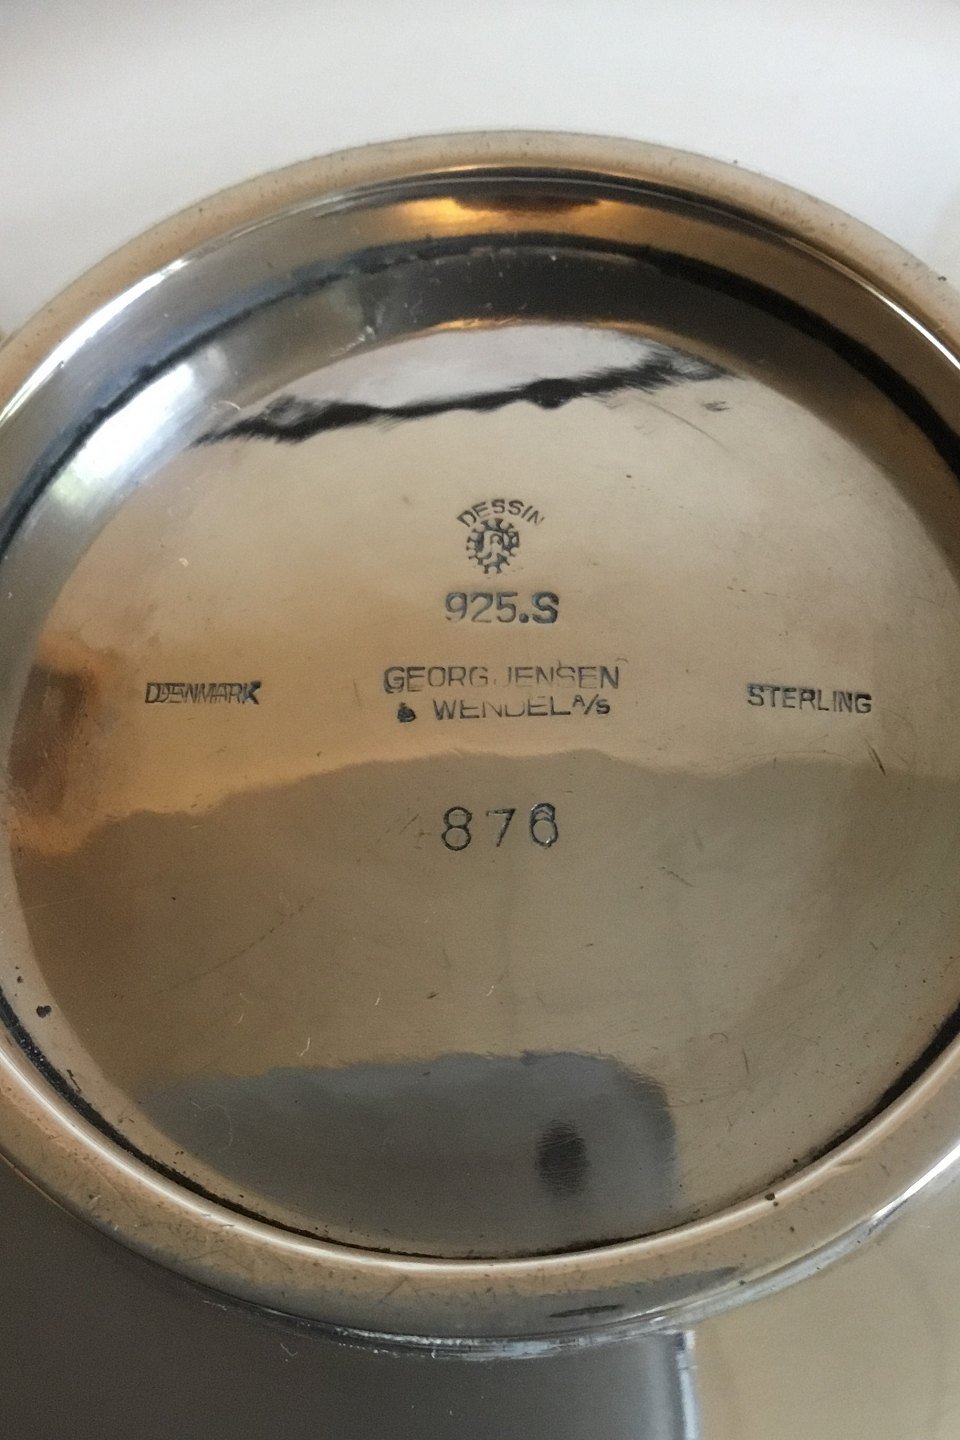 DESSIN
925.S
DENMARK GEORG JENSEN STERLING
& WENDEL A/S
876